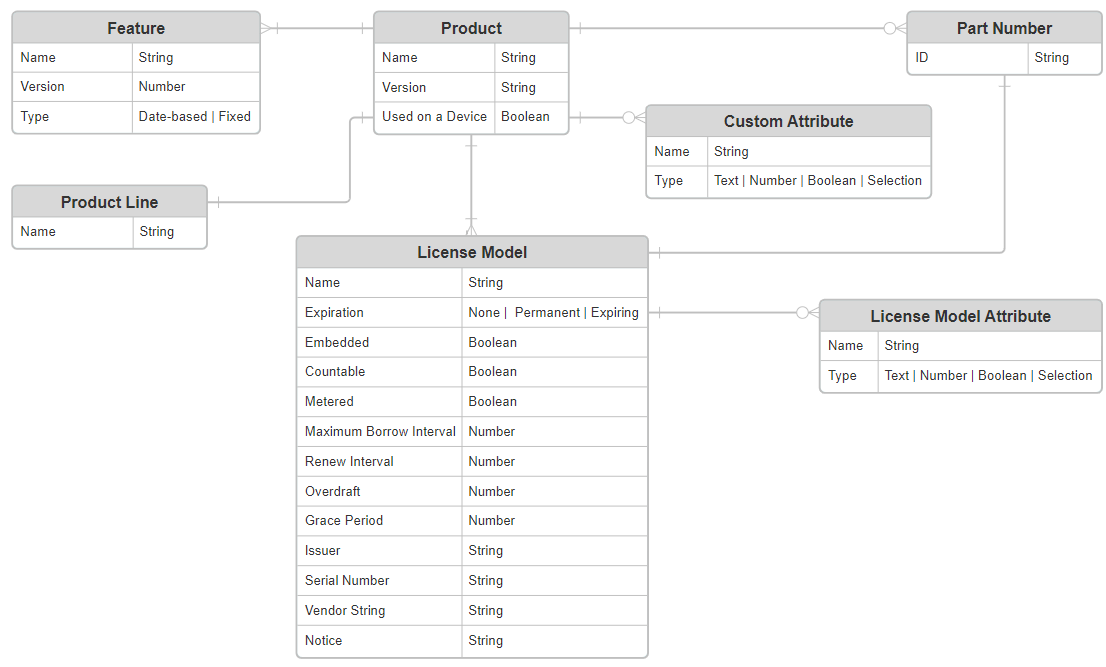 Feature
Name String
Version Number
Type Date-based | Fixed
Product
Name String
Version String
Used on a Device Boolean
Part Number
ID String
Custom Attribute
Name String
Type Text | Number | Boolean | Selection
Product Line
Name String
License Model
Name String
Expiration None | Permanent | Expiring
Embedded Boolean
Countable Boolean
Metered Boolean
Maximum Borrow Interval Number
Renew Interval Number
Overdraft Number
Grace Period Number
Issuer String
Serial Number String
Vendor String String
Notice String
License Model Attribute
Name String
Type Text | Number | Boolean | Selection